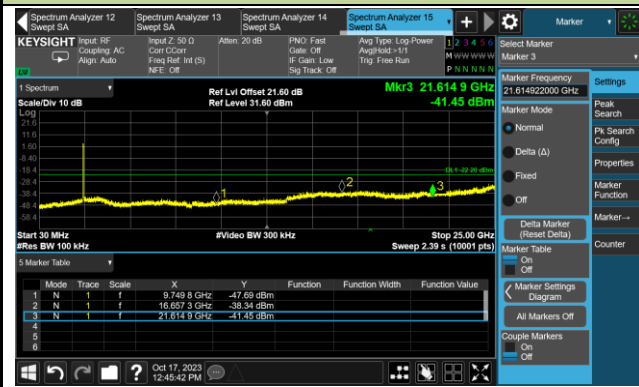 Spectrum Analyzer 12
Swept SA
Spectrum Analyzer 13
Swept SA
Spectrum Analyzer 14
Swept SA
Spectrum Analyzer 15
Swept SA
Marker
KEYSIGHT
Input: RF
Coupling: AC
Align: Auto
Input Z: 50 Ω
Corr CCorr
Freq Ref: Int (S)
NFE: Off
Atten: 20 dB
PNO: Fast
Gate: Off
IF Gain: Low
Sig Track: Off
Avg Type: Log-Power
Avg|Hold:>1/1
Trig: Free Run
1 2 3 4 5 6
M W W W W W
P N N N N N
Select Marker
Marker 3
1 Spectrum
Scale/Div 10 dB
Log
Ref Lvl Offset 21.60 dB
Ref Level 31.60 dBm
Mkr3 21.614 9 GHz
-41.45 dBm
21.6
11.6
1.60
-8.40
-18.4
-28.4
-38.4
-48.4
-58.4
DL1 -22.20 dBm
1
2
3
Start 30 MHz
#Res BW 100 kHz
#Video BW 300 kHz
Stop 25.00 GHz
Sweep 2.39 s (10001 pts)
5 Marker Table
Mode Trace Scale X Y Function Function Width Function Value
1 N 1 f 9.749 8 GHz -47.69 dBm
2 N 1 f 16.657 3 GHz -38.34 dBm
3 N 1 f 21.614 9 GHz -41.45 dBm
4
5
6
Marker Frequency
21.614922000 GHz
Marker Mode
Normal
Delta (Δ)
Fixed
Off
Delta Marker
(Reset Delta)
Marker Table
On
Off
Marker Settings
Diagram
All Markers Off
Couple Markers
On
Off
Settings
Peak
Search
Pk Search
Config
Properties
Marker
Function
Marker→
Counter
Oct 17, 2023
12:45:42 PM